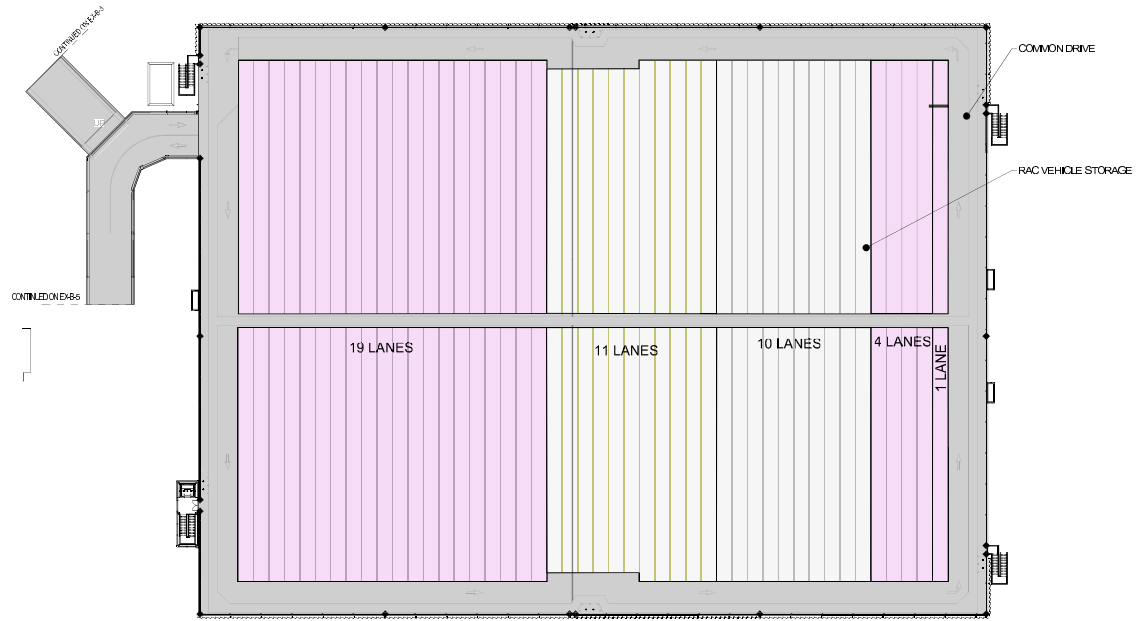 CONTINUED ON EX-B-3
COMMON DRIVE
UP
RAC VEHICLE STORAGE
CONTINUED ON EX-B-5
19 LANES
11 LANES
10 LANES
4 LANES
1 LANE